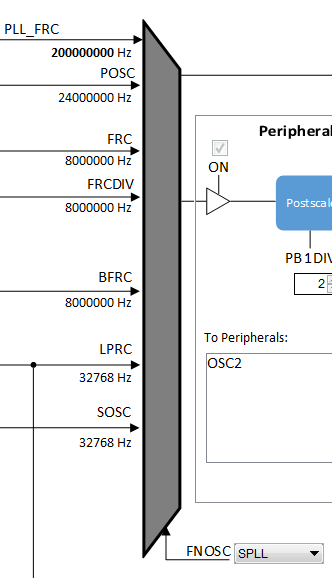 PLL_FRC
200000000 Hz
POSC
24000000 Hz
FRC
8000000 Hz
FRCDIV
8000000 Hz
BFRC
8000000 Hz
LPRC
32768 Hz
SOSC
32768 Hz
FNOSC SPLL
Peripheral
ON
Postscale
PB1DIV
2
To Peripherals:
OSC2